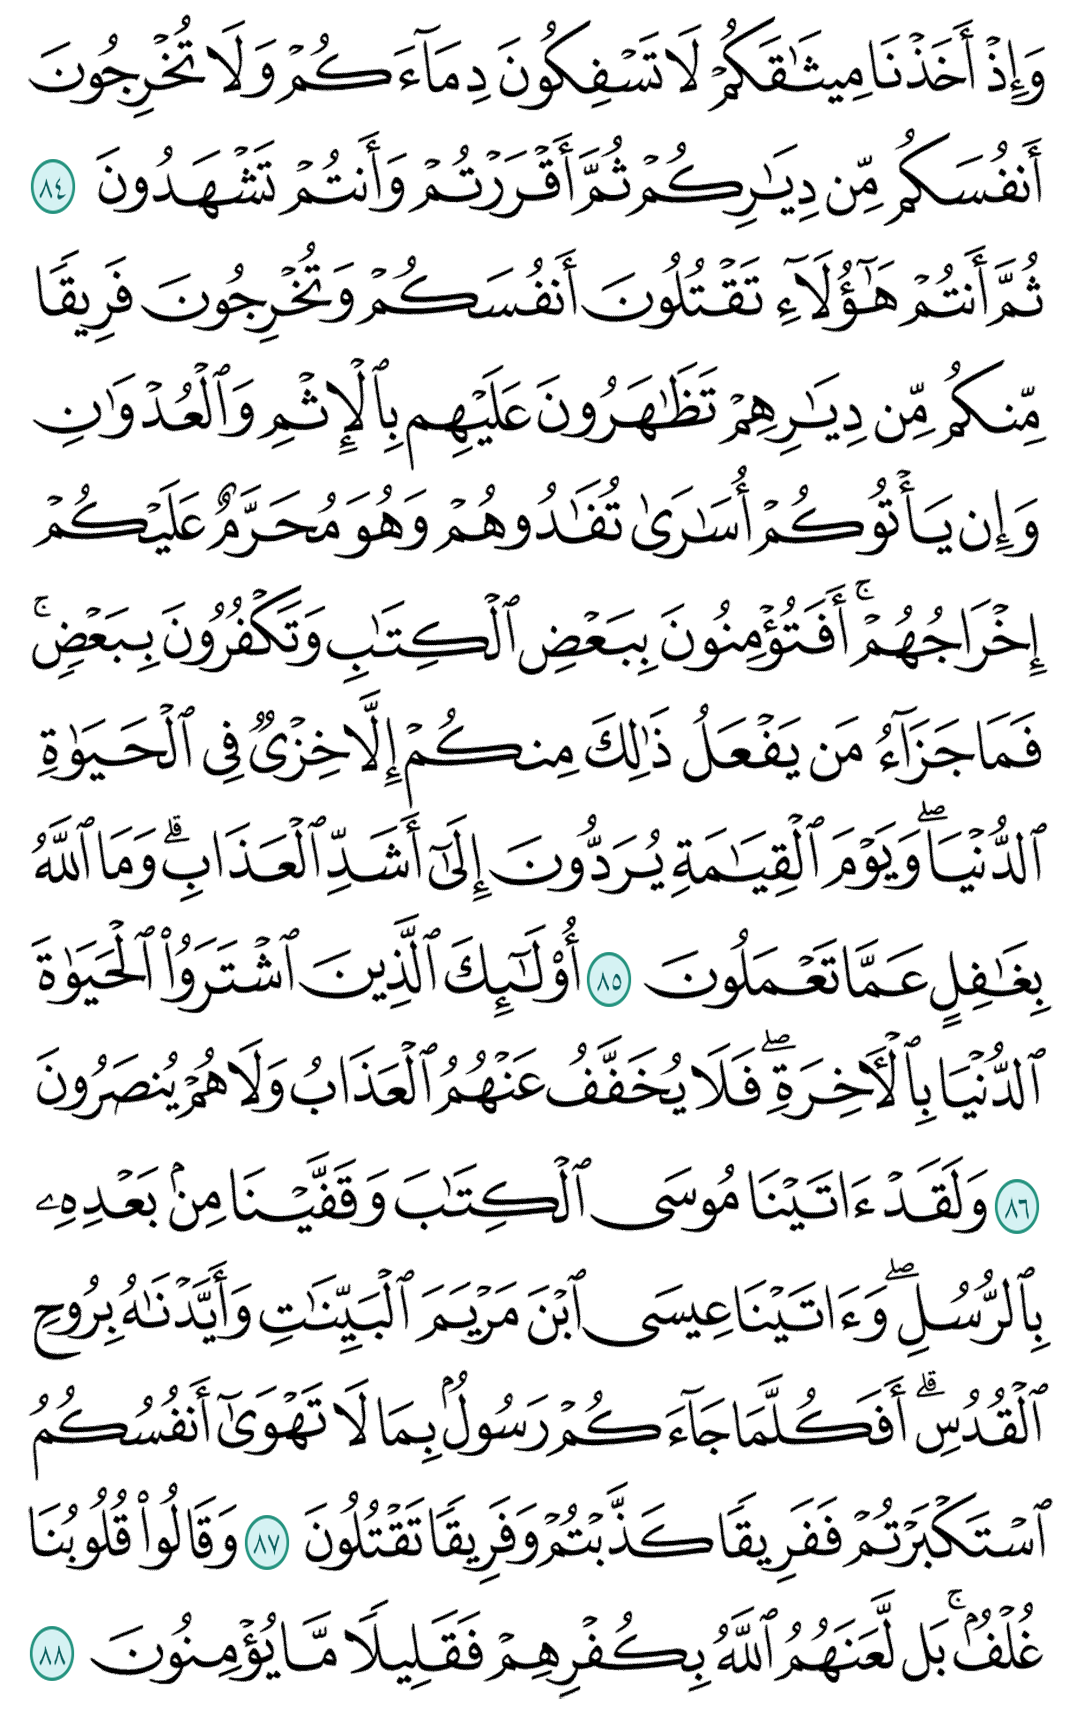 وَإِذْ أَخَذْنَا مِيثَٰقَكُمْ لَا تَسْفِكُونَ دِمَآءَكُمْ وَلَا تُخْرِجُونَ
أَنفُسَكُم مِّن دِيَٰرِكُمْ ثُمَّ أَقْرَرْتُمْ وَأَنتُمْ تَشْهَدُونَ ٨٤
ثُمَّ أَنتُمْ هَٰٓؤُلَآءِ تَقْتُلُونَ أَنفُسَكُمْ وَتُخْرِجُونَ فَرِيقًا
مِّنكُم مِّن دِيَٰرِهِمْ تَظَٰهَرُونَ عَلَيْهِم بِٱلْإِثْمِ وَٱلْعُدْوَٰنِ
وَإِن يَأْتُوكُمْ أُسَٰرَىٰ تُفَٰدُوهُمْ وَهُوَ مُحَرَّمٌ عَلَيْكُمْ
إِخْرَاجُهُمْ ۚ أَفَتُؤْمِنُونَ بِبَعْضِ ٱلْكِتَٰبِ وَتَكْفُرُونَ بِبَعْضٍ ۚ
فَمَا جَزَآءُ مَن يَفْعَلُ ذَٰلِكَ مِنكُمْ إِلَّا خِزْىٌ فِى ٱلْحَيَوٰةِ
ٱلدُّنْيَا ۖ وَيَوْمَ ٱلْقِيَٰمَةِ يُرَدُّونَ إِلَىٰٓ أَشَدِّ ٱلْعَذَابِ ۗ وَمَا ٱللَّهُ
بِغَٰفِلٍ عَمَّا تَعْمَلُونَ ٨٥ أُو۟لَٰٓئِكَ ٱلَّذِينَ ٱشْتَرَوُا۟ ٱلْحَيَوٰةَ
ٱلدُّنْيَا بِٱلْأَخِرَةِ ۖ فَلَا يُخَفَّفُ عَنْهُمُ ٱلْعَذَابُ وَلَا هُمْ يُنصَرُونَ
٨٦ وَلَقَدْ ءَاتَيْنَا مُوسَى ٱلْكِتَٰبَ وَقَفَّيْنَا مِنۢ بَعْدِهِۦ
بِٱلرُّسُلِ ۖ وَءَاتَيْنَا عِيسَى ٱبْنَ مَرْيَمَ ٱلْبَيِّنَٰتِ وَأَيَّدْنَٰهُ بِرُوحِ
ٱلْقُدُسِ ۗ أَفَكُلَّمَا جَآءَكُمْ رَسُولٌۢ بِمَا لَا تَهْوَىٰٓ أَنفُسُكُمُ
ٱسْتَكْبَرْتُمْ فَفَرِيقًا كَذَّبْتُمْ وَفَرِيقًا تَقْتُلُونَ ٨٧ وَقَالُوا۟ قُلُوبُنَا
غُلْفٌۢ ۚ بَل لَّعَنَهُمُ ٱللَّهُ بِكُفْرِهِمْ فَقَلِيلًا مَّا يُؤْمِنُونَ ٨٨